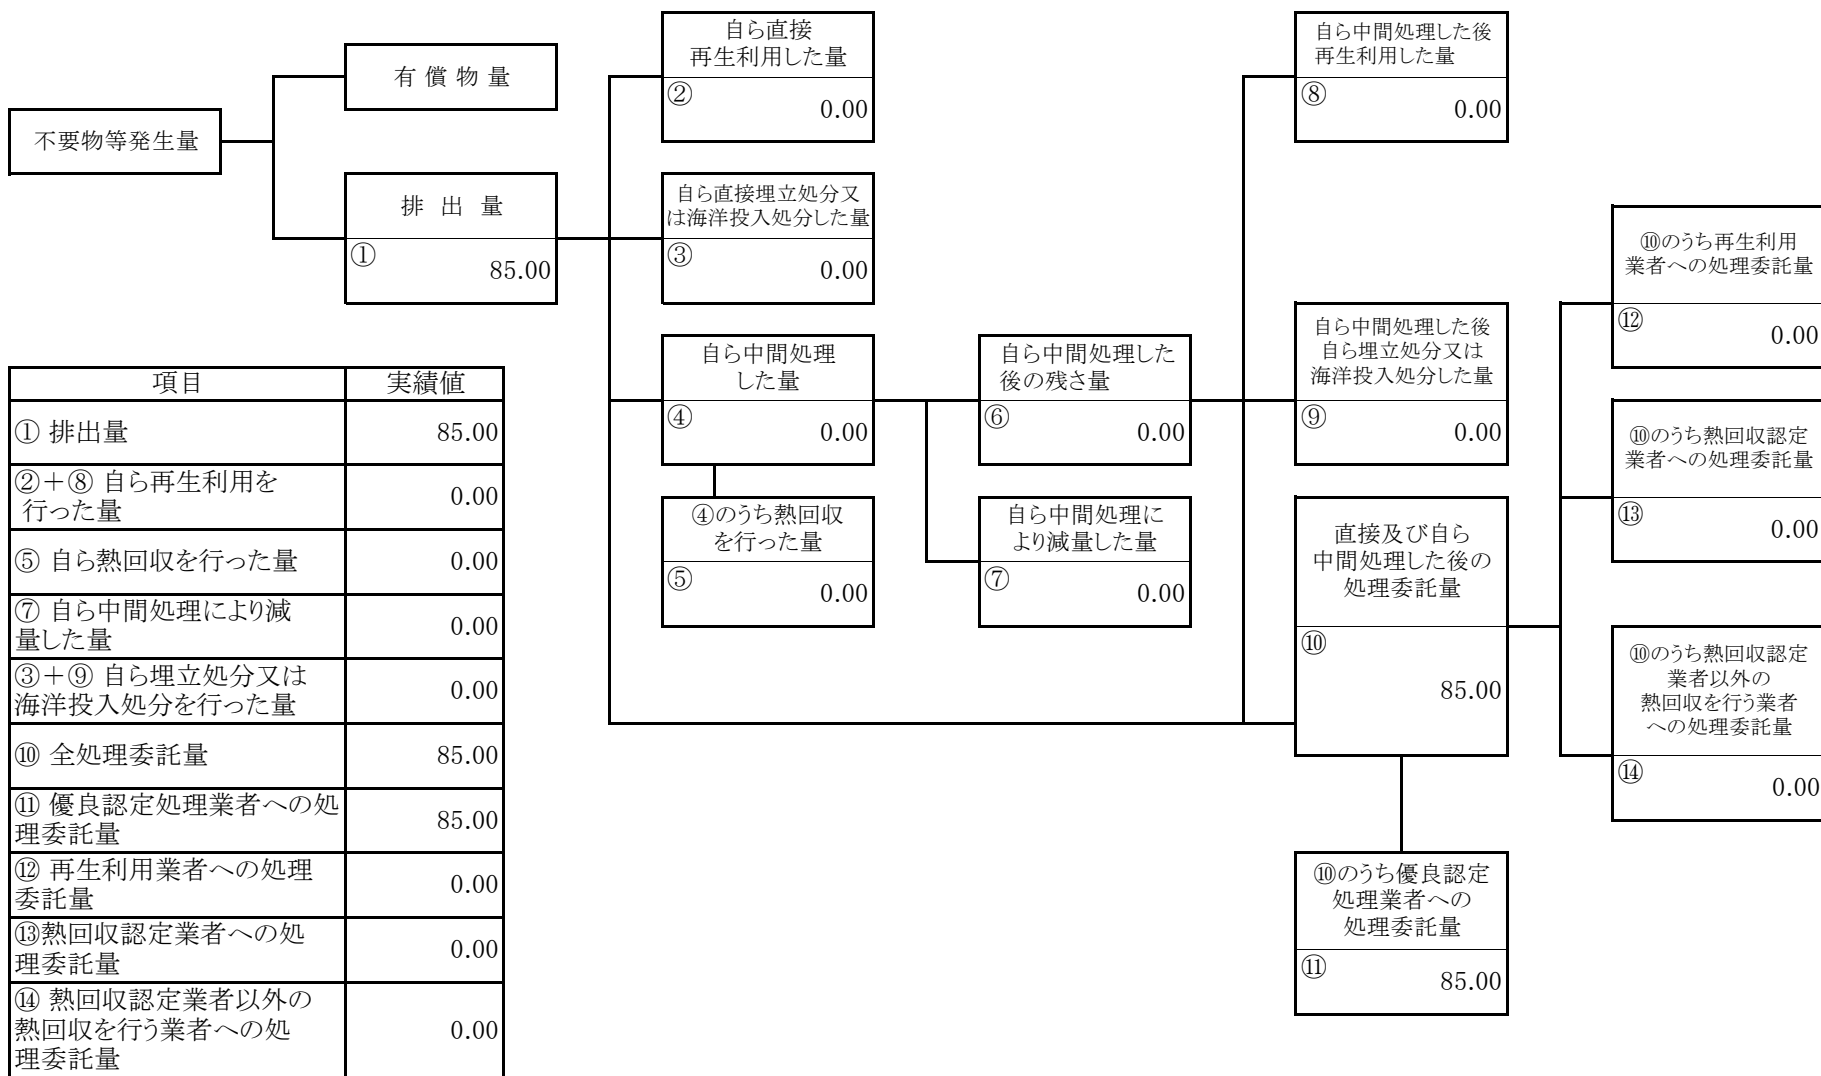 不要物等発生量
有 償 物 量
排 出 量
①
85.00
自ら直接
再生利用した量
②
0.00
自ら直接埋立処分又
は海洋投入処分した量
③
0.00
自ら中間処理
した量
④
0.00
④のうち熱回収
を行った量
⑤
0.00
自ら中間処理した
後の残さ量
⑥
0.00
自ら中間処理に
より減量した量
⑦
0.00
自ら中間処理した後
再生利用した量
⑧
0.00
自ら中間処理した後
自ら埋立処分又は
海洋投入処分した量
⑨
0.00
直接及び自ら
中間処理した後の
処理委託量
⑩
85.00
⑩のうち優良認定
処理業者への
処理委託量
⑪
85.00
⑩のうち再生利用
業者への処理委託量
⑫
0.00
⑩のうち熱回収認定
業者への処理委託量
⑬
0.00
⑩のうち熱回収認定
業者以外の
熱回収を行う業者
への処理委託量
⑭
0.00
項目 実績値
① 排出量 85.00
②+⑧ 自ら再生利用を
行った量 0.00
⑤ 自ら熱回収を行った量 0.00
⑦ 自ら中間処理により減
量した量 0.00
③+⑨ 自ら埋立処分又は
海洋投入処分を行った量 0.00
⑩ 全処理委託量 85.00
⑪ 優良認定処理業者への処
理委託量 85.00
⑫ 再生利用業者への処理
委託量 0.00
⑬熱回収認定業者への処
理委託量 0.00
⑭ 熱回収認定業者以外の
熱回収を行う業者への処
理委託量 0.00